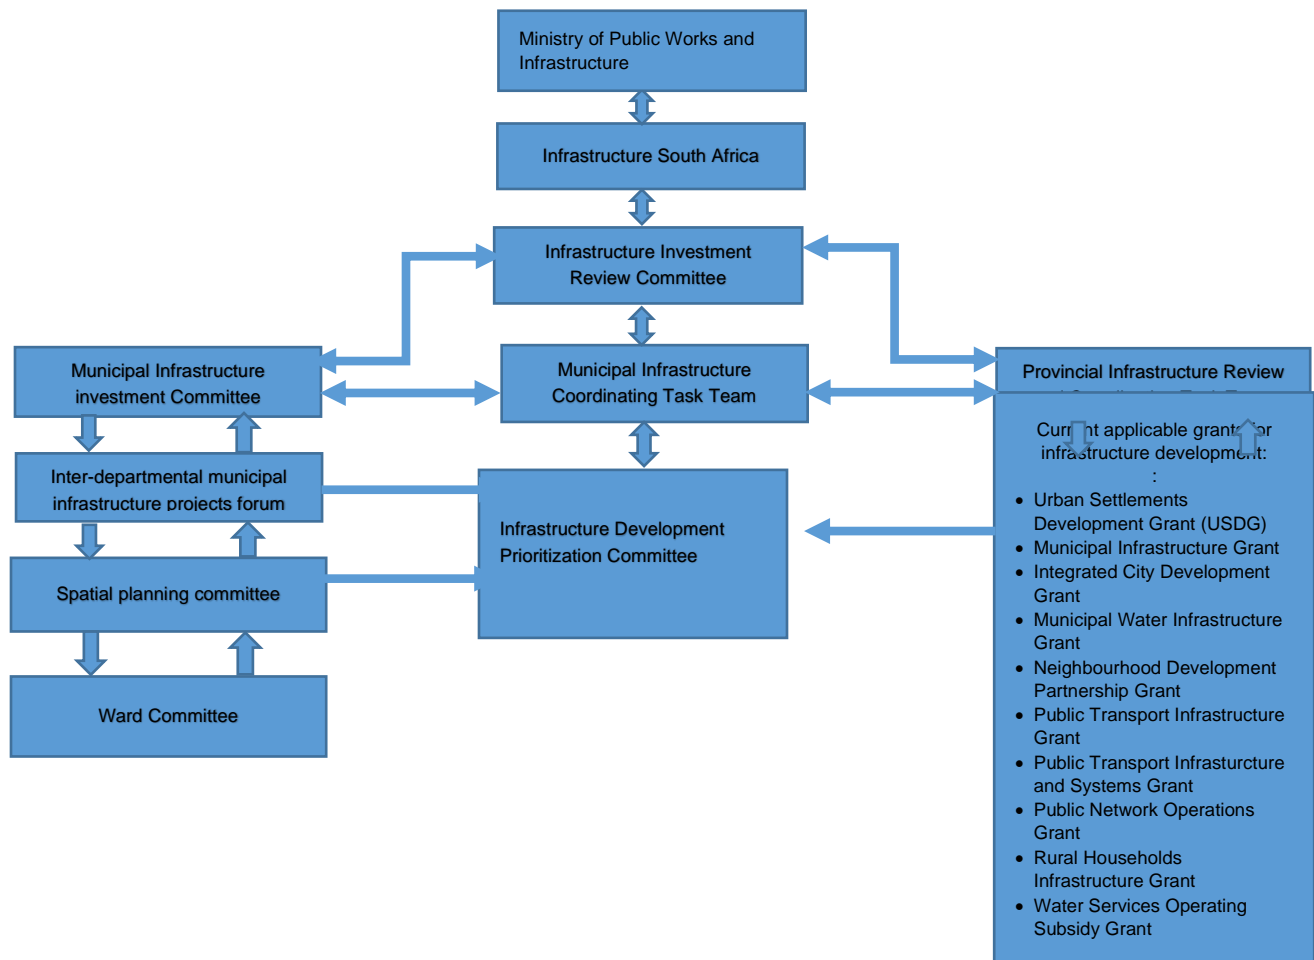 Ministry of Public Works and
Infrastructure
Infrastructure South Africa
Infrastructure Investment
Review Committee
Municipal Infrastructure
investment Committee
Municipal Infrastructure
Coordinating Task Team
Provincial Infrastructure Review
Inter-departmental municipal
infrastructure projects forum
Infrastructure Development
Prioritization Committee
Spatial planning committee
Ward Committee
Current applicable grants for
infrastructure development:
:
• Urban Settlements
Development Grant (USDG)
• Municipal Infrastructure Grant
• Integrated City Development
Grant
• Municipal Water Infrastructure
Grant
• Neighbourhood Development
Partnership Grant
• Public Transport Infrastructure
Grant
• Public Transport Infrasturcture
and Systems Grant
• Public Network Operations
Grant
• Rural Households
Infrastructure Grant
• Water Services Operating
Subsidy Grant